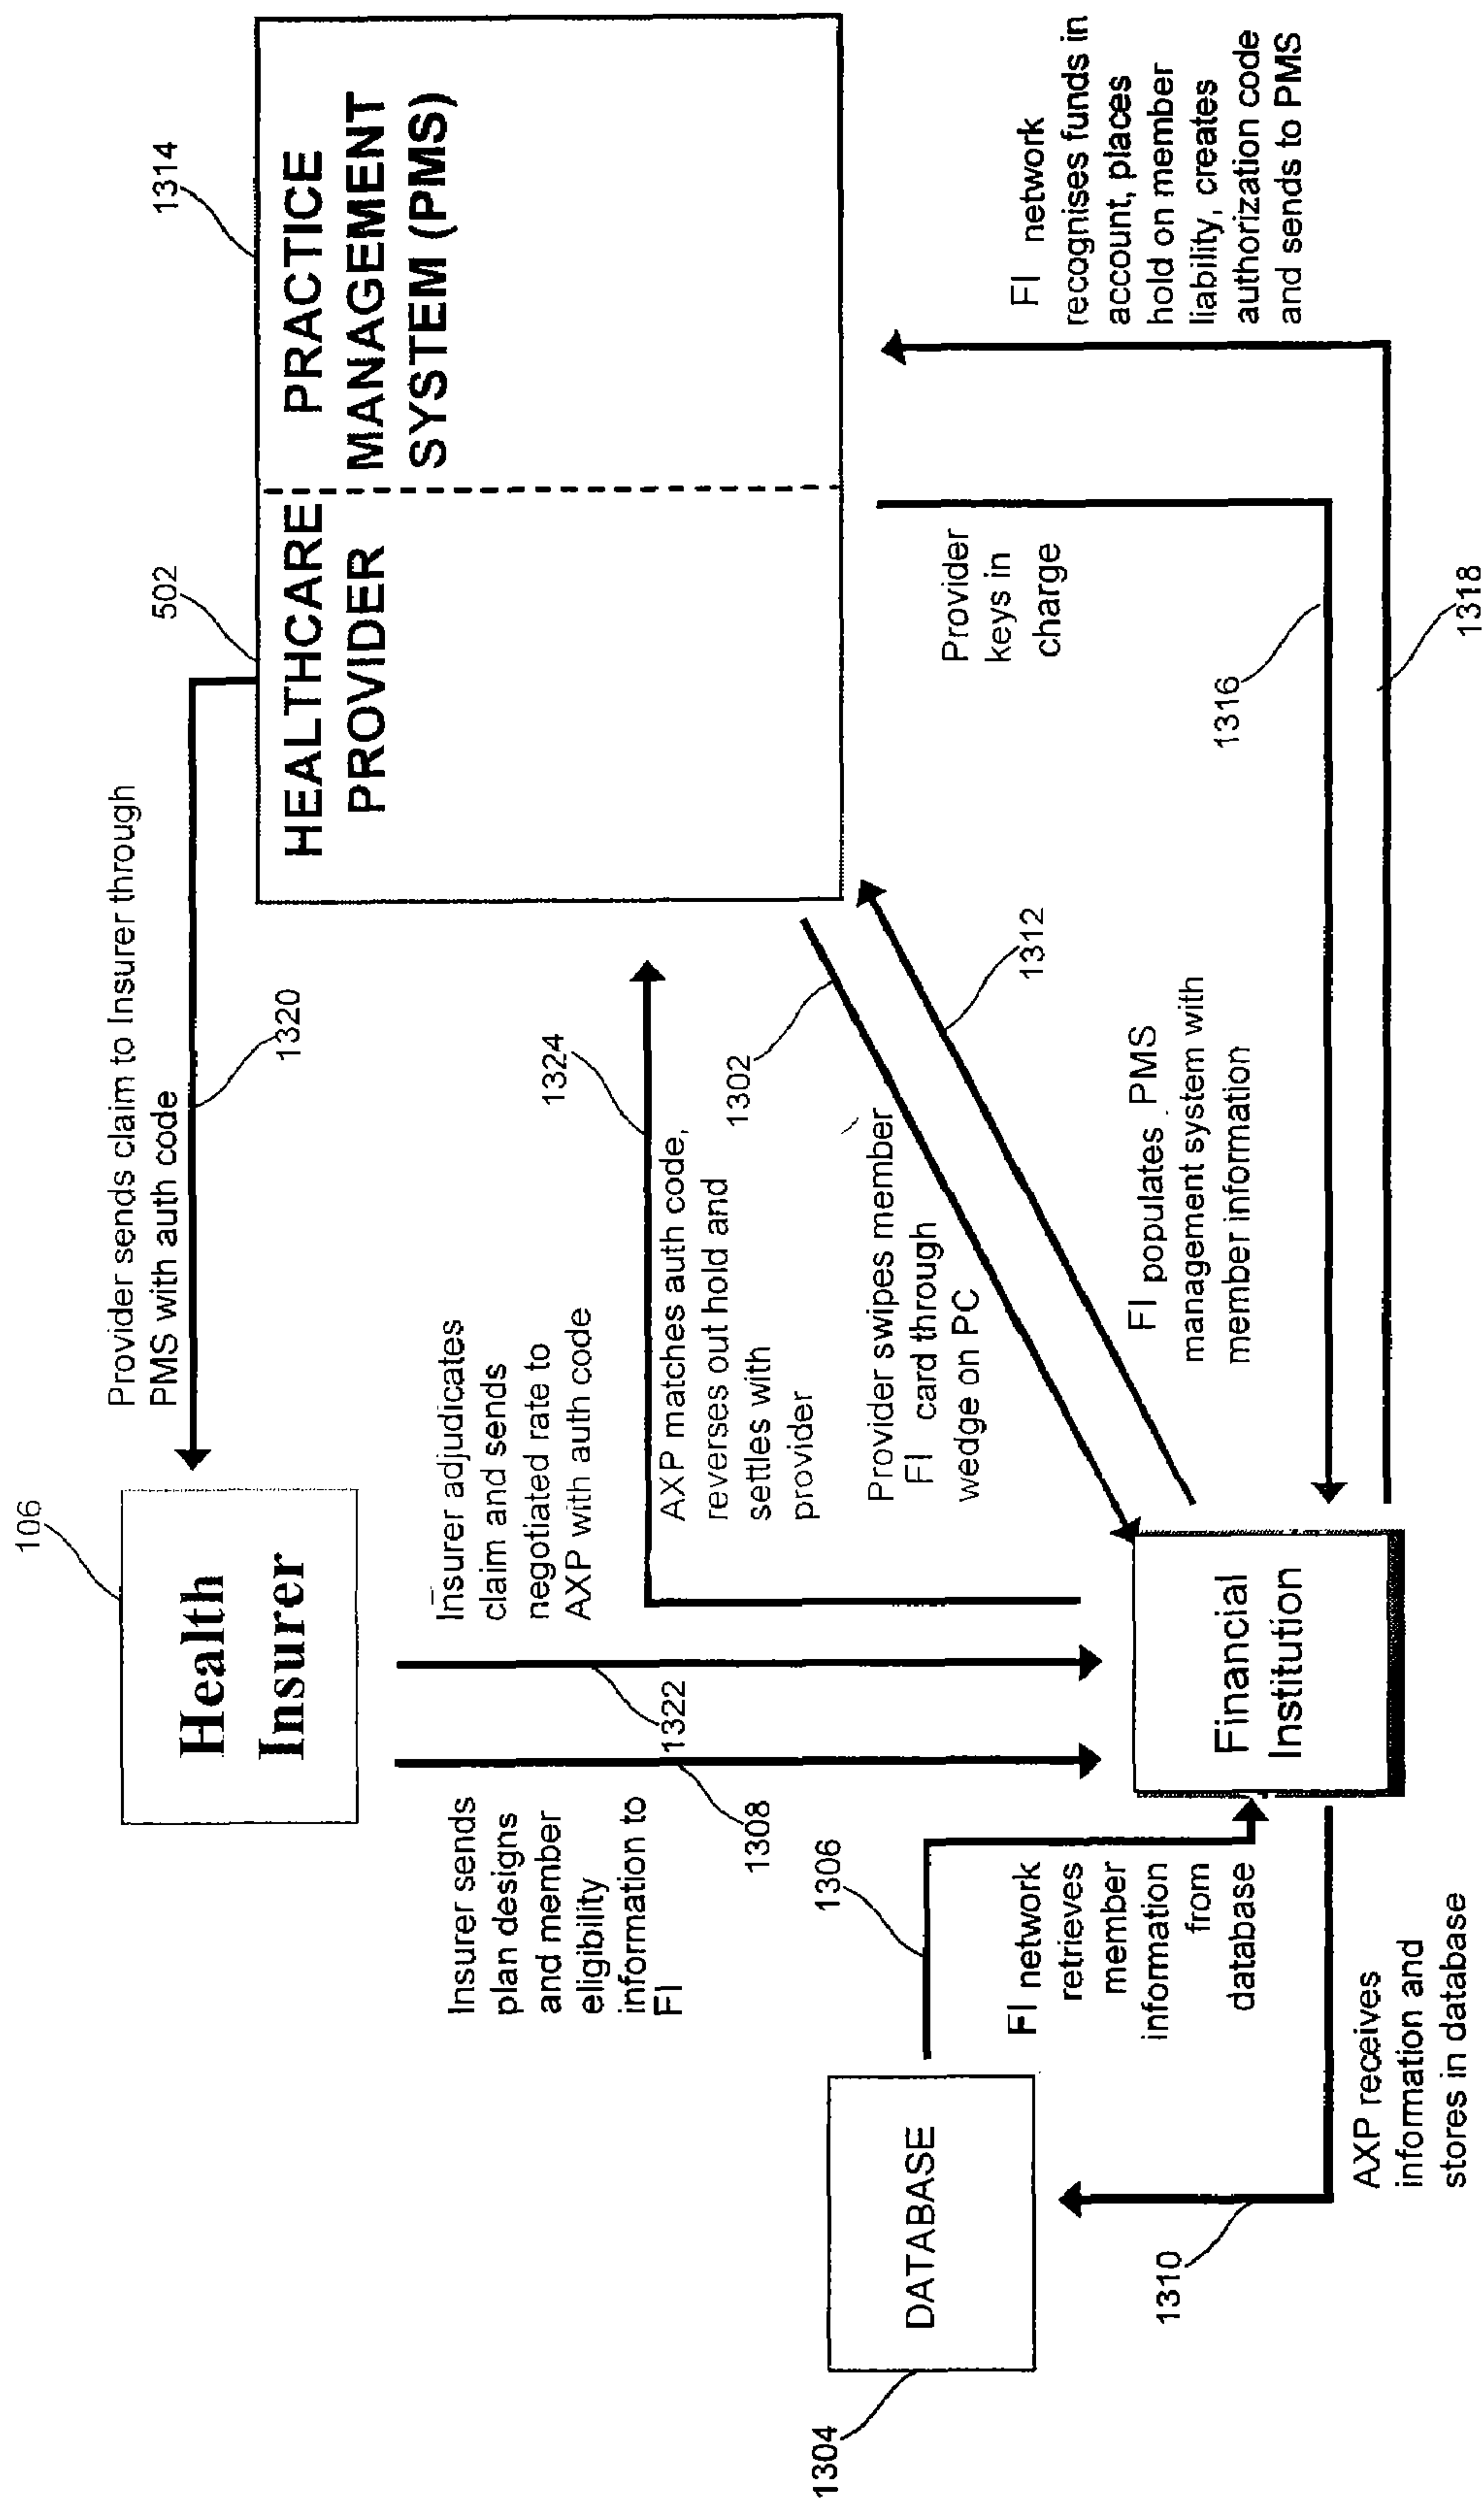 Provider sends claim to Insurer through
PMS with auth code
1320
502
1314
HEALTHCARE
PROVIDER
PRACTICE
MANAGEMENT
SYSTEM (PMS)
106
Health
Insurer
Insurer adjudicates
claim and sends
negotiated rate to
AXP with auth code
1322
Insurer sends
plan designs
and member
eligibility
information to
FI
1308
1324
AXP matches auth code,
reverses out hold and
settles with
provider
1302
Provider swipes member
FI card through
wedge on PC
1312
FI populates PMS
management system with
member information
Provider
keys in
charge
1316
FI network
recognises funds in
account, places
hold on member
liability, creates
authorization code
and sends to PMS
1318
1304
DATABASE
1306
FI network
retrieves
member
information
from
database
Financial
Institution
1310
AXP receives
information and
stores in database